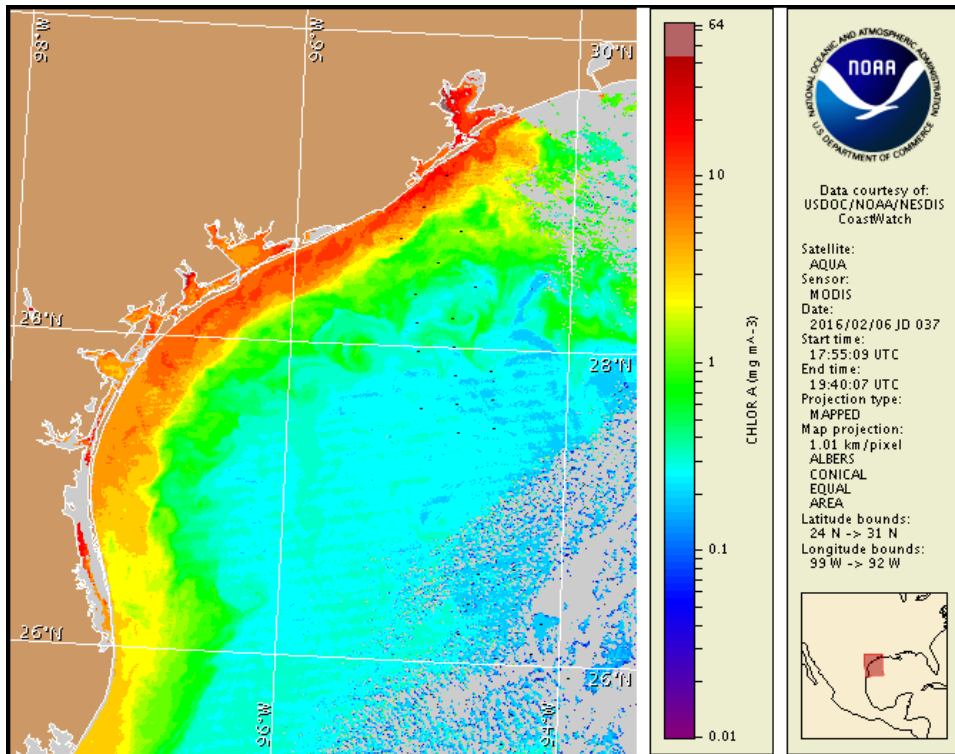 98°W
96°W
30°N
28°N
28°N
26°N
26°N
96°W
94°W
64
10
1
0.1
0.01
CHLOR A (mg m^-3)
NATIONAL OCEANIC AND ATMOSPHERIC ADMINISTRATION
NOAA
U.S. DEPARTMENT OF COMMERCE
Data courtesy of:
USDOC/NOAA/NESDIS
CoastWatch
Satellite:
AQUA
Sensor:
MODIS
Date:
2016/02/06 JD 037
Start time:
17:55:09 UTC
End time:
19:40:07 UTC
Projection type:
MAPPED
Map projection:
1.01 km/pixel
ALBERS
CONICAL
EQUAL
AREA
Latitude bounds:
24 N -> 31 N
Longitude bounds:
99 W -> 92 W